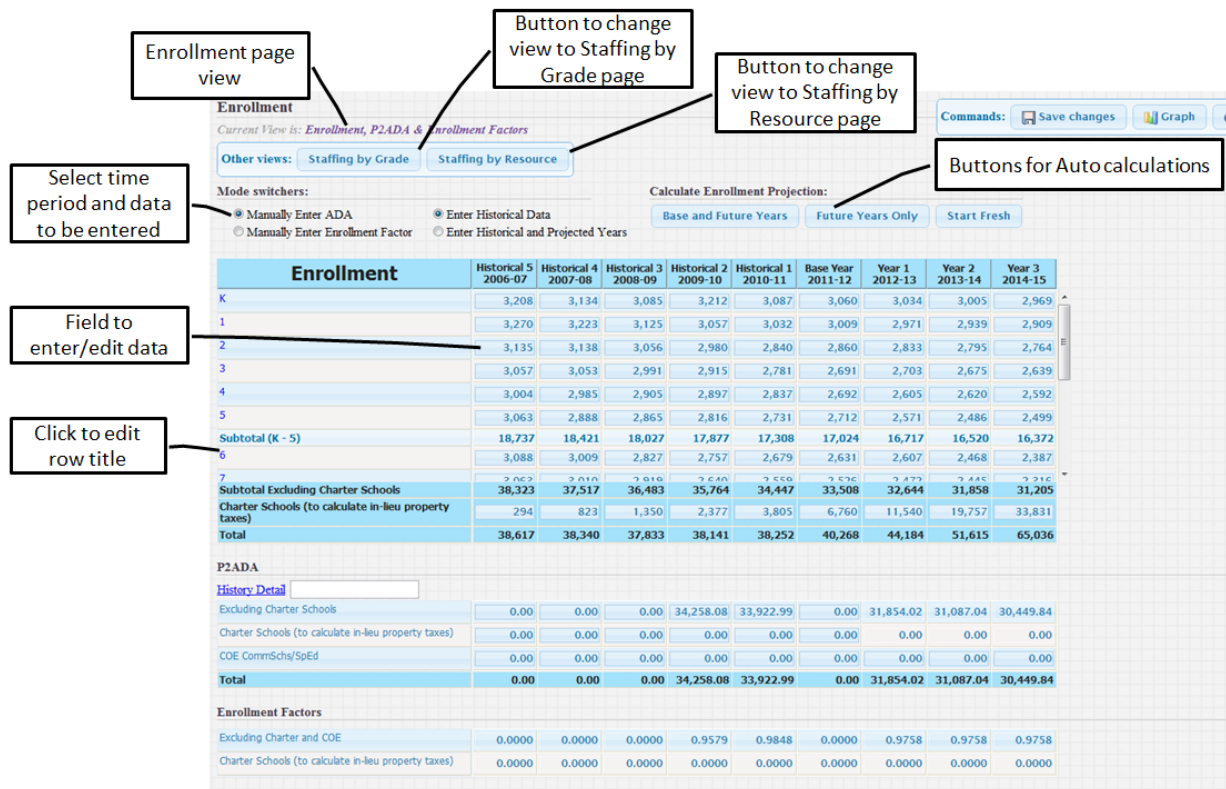 Enrollment page
view
Button to change
view to Staffing by
Grade page
Button to change
view to Staffing by
Resource page
Enrollment
Current View is: Enrollment, P2ADA & Enrollment Factors
Commands: Save changes Graph
Other views: Staffing by Grade Staffing by Resource
Buttons for Auto calculations
Select time
period and data
to be entered
Mode switchers:
Calculate Enrollment Projection:
Manually Enter ADA Enter Historical Data
Manually Enter Enrollment Factor Enter Historical and Projected Years
Base and Future Years Future Years Only Start Fresh
Enrollment Historical 5 Historical 4 Historical 3 Historical 2 Historical 1 Base Year Year 1 Year 2 Year 3
2006-07 2007-08 2008-09 2009-10 2010-11 2011-12 2012-13 2013-14 2014-15
K 3,208 3,134 3,085 3,212 3,087 3,060 3,034 3,005 2,969
1 3,270 3,223 3,125 3,057 3,032 3,009 2,971 2,939 2,909
Field to
enter/edit data
2 3,135 3,138 3,056 2,980 2,840 2,860 2,833 2,795 2,764
3 3,057 3,053 2,991 2,915 2,781 2,691 2,703 2,675 2,639
4 3,004 2,985 2,905 2,897 2,837 2,692 2,605 2,620 2,592
5 3,063 2,888 2,865 2,816 2,731 2,712 2,571 2,486 2,499
Click to edit
row title
Subtotal (K - 5) 18,737 18,421 18,027 17,877 17,308 17,024 16,717 16,520 16,372
6 3,088 3,009 2,827 2,757 2,679 2,631 2,607 2,468 2,387
7
Subtotal Excluding Charter Schools 38,323 37,517 36,483 35,764 34,447 33,508 32,644 31,858 31,205
Charter Schools (to calculate in-lieu property
taxes) 294 823 1,350 2,377 3,805 6,760 11,540 19,757 33,831
Total 38,617 38,340 37,833 38,141 38,252 40,268 44,184 51,615 65,036
P2ADA
History Detail
Excluding Charter Schools 0.00 0.00 0.00 34,258.08 33,922.99 0.00 31,854.02 31,087.04 30,449.84
Charter Schools (to calculate in-lieu property taxes) 0.00 0.00 0.00 0.00 0.00 0.00 0.00 0.00 0.00
COE CommSchs/SpEd 0.00 0.00 0.00 0.00 0.00 0.00 0.00 0.00 0.00
Total 0.00 0.00 0.00 34,258.08 33,922.99 0.00 31,854.02 31,087.04 30,449.84
Enrollment Factors
Excluding Charter and COE 0.0000 0.0000 0.0000 0.9579 0.9848 0.0000 0.9758 0.9758 0.9758
Charter Schools (to calculate in-lieu property taxes) 0.0000 0.0000 0.0000 0.0000 0.0000 0.0000 0.0000 0.0000 0.0000